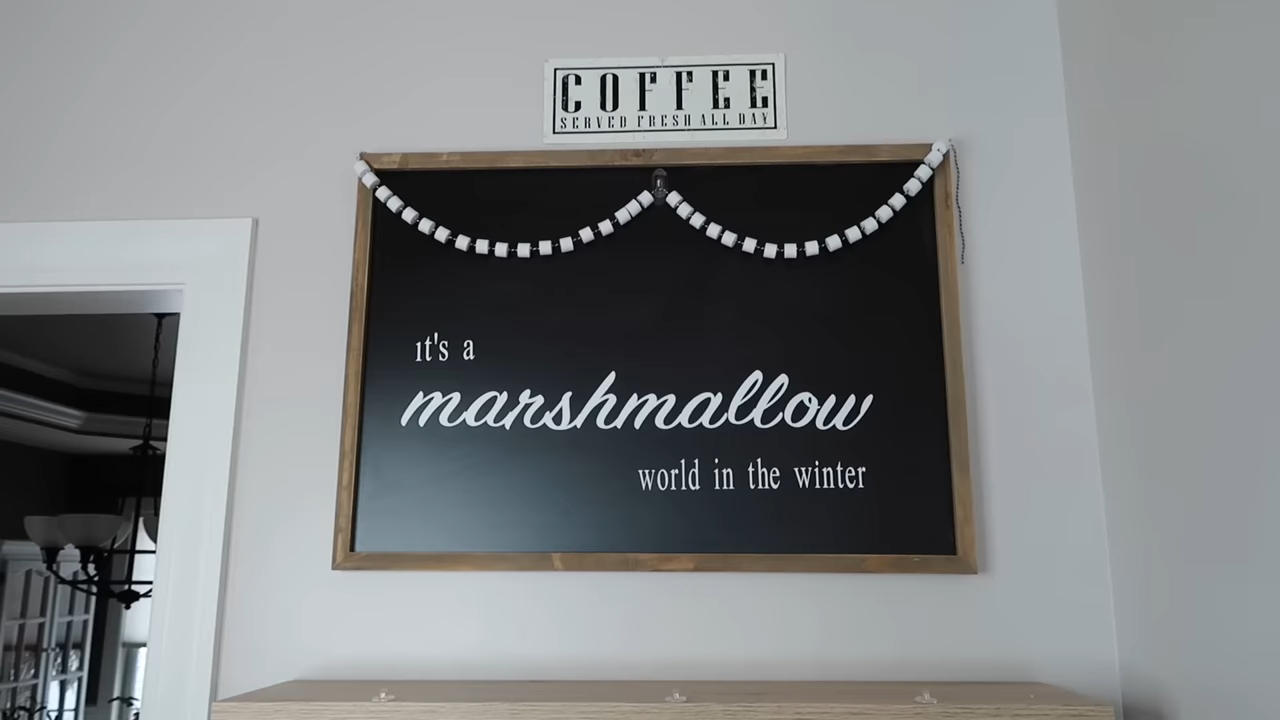 COFFEE
SERVED FRESH ALL DAY
it's a
marshmallow
world in the winter